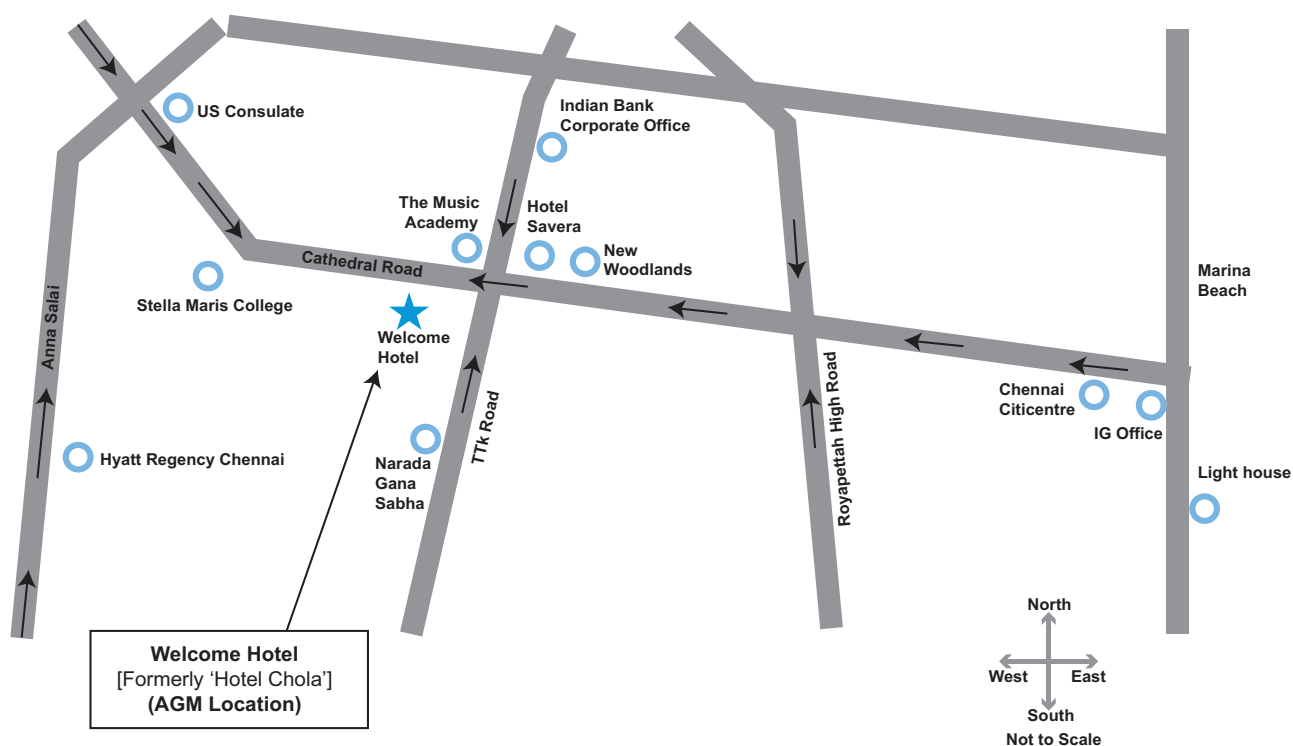 US Consulate
Indian Bank
Corporate Office
The Music
Academy
Hotel
Savera
New
Woodlands
Cathedral Road
Stella Maris College
Marina
Beach
Anna Salai
Welcome
Hotel
Chennai
Citicentre
IG Office
Royapettah High Road
TTk Road
Hyatt Regency Chennai
Narada
Gana
Sabha
Light house
Welcome Hotel
[Formerly ‘Hotel Chola’]
(AGM Location)
North
West
East
South
Not to Scale